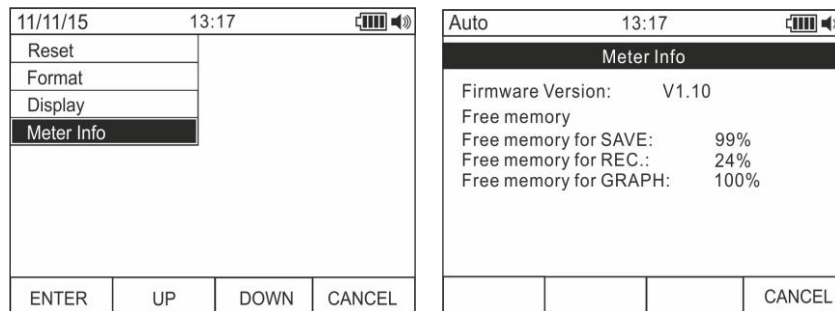 11/11/15 13:17
Reset
Format
Display
Meter Info
ENTER UP DOWN CANCEL
Auto 13:17
Meter Info
Firmware Version: V1.10
Free memory
Free memory for SAVE: 99%
Free memory for REC.: 24%
Free memory for GRAPH: 100%
CANCEL